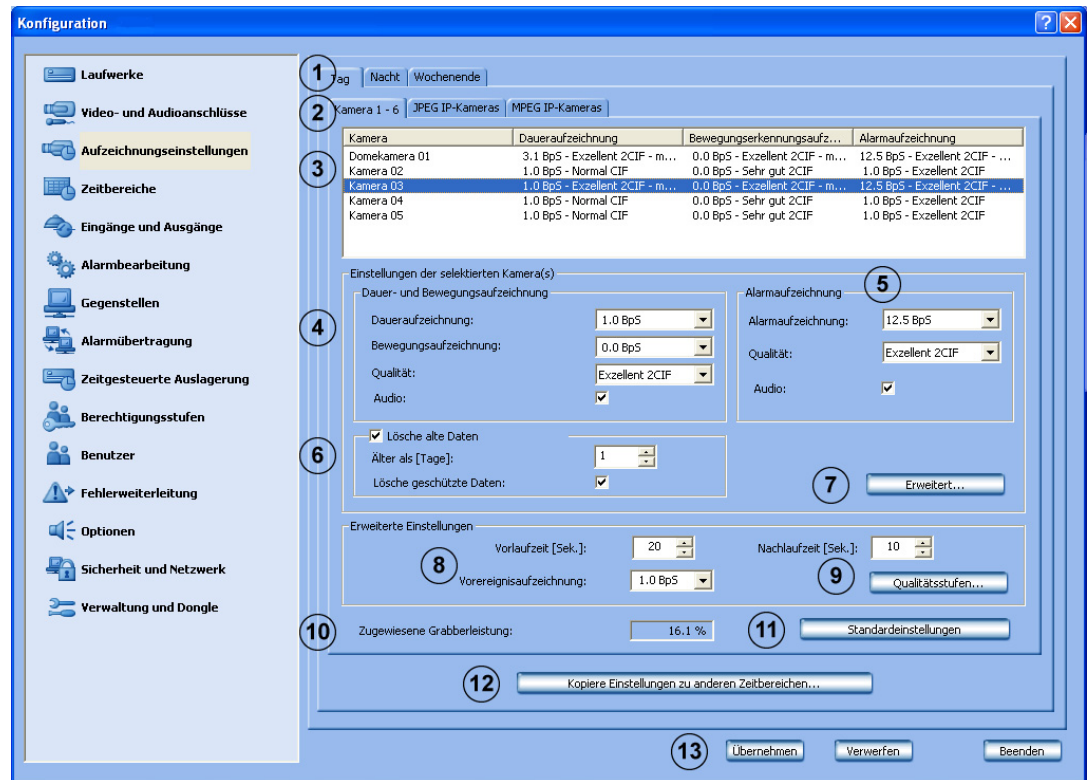 Konfiguration
Laufwerke
Video- und Audioanschlüsse
Aufzeichnungseinstellungen
Zeitbereiche
Eingänge und Ausgänge
Alarmbearbeitung
Gegenstellen
Alarmübertragung
Zeitgesteuerte Auslagerung
Berechtigungsstufen
Benutzer
Fehlerweiterleitung
Optionen
Sicherheit und Netzwerk
Verwaltung und Dongle
1 Tag Nacht Wochenende
2 Kamera 1 - 6 JPEG IP-Kameras MPEG IP-Kameras
Kamera Daueraufzeichnung Bewegungserkennungsaufz... Alarmaufzeichnung
3 Domekamera 01 3.1 BpS - Exzellent 2CIF - m... 0.0 BpS - Exzellent 2CIF - m... 12.5 BpS - Exzellent 2CIF - ...
Kamera 02 1.0 BpS - Normal CIF 0.0 BpS - Sehr gut 2CIF 1.0 BpS - Exzellent 2CIF
Kamera 03 1.0 BpS - Exzellent 2CIF - m... 0.0 BpS - Exzellent 2CIF - m... 12.5 BpS - Exzellent 2CIF - ...
Kamera 04 1.0 BpS - Normal CIF 0.0 BpS - Sehr gut 2CIF 1.0 BpS - Exzellent 2CIF
Kamera 05 1.0 BpS - Normal CIF 0.0 BpS - Sehr gut 2CIF 1.0 BpS - Exzellent 2CIF
Einstellungen der selektierten Kamera(s)
Dauer- und Bewegungsaufzeichnung
4 Daueraufzeichnung: 1.0 BpS
Bewegungsaufzeichnung: 0.0 BpS
Qualität: Exzellent 2CIF
Audio:
5
Alarmaufzeichnung
Alarmaufzeichnung: 12.5 BpS
Qualität: Exzellent 2CIF
Audio:
6 Lösche alte Daten
Älter als [Tage]: 1
Lösche geschützte Daten:
7 Erweitert...
Erweiterte Einstellungen
8 Vorlaufzeit [Sek.]: 20 Nachlaufzeit [Sek.]: 10
Vorereignisaufzeichnung: 1.0 BpS 9 Qualitätsstufen...
10 Zugewiesene Grabberleistung: 16.1 % 11 Standardeinstellungen
12 Kopiere Einstellungen zu anderen Zeitbereichen...
13 Übernehmen Verwerfen Beenden